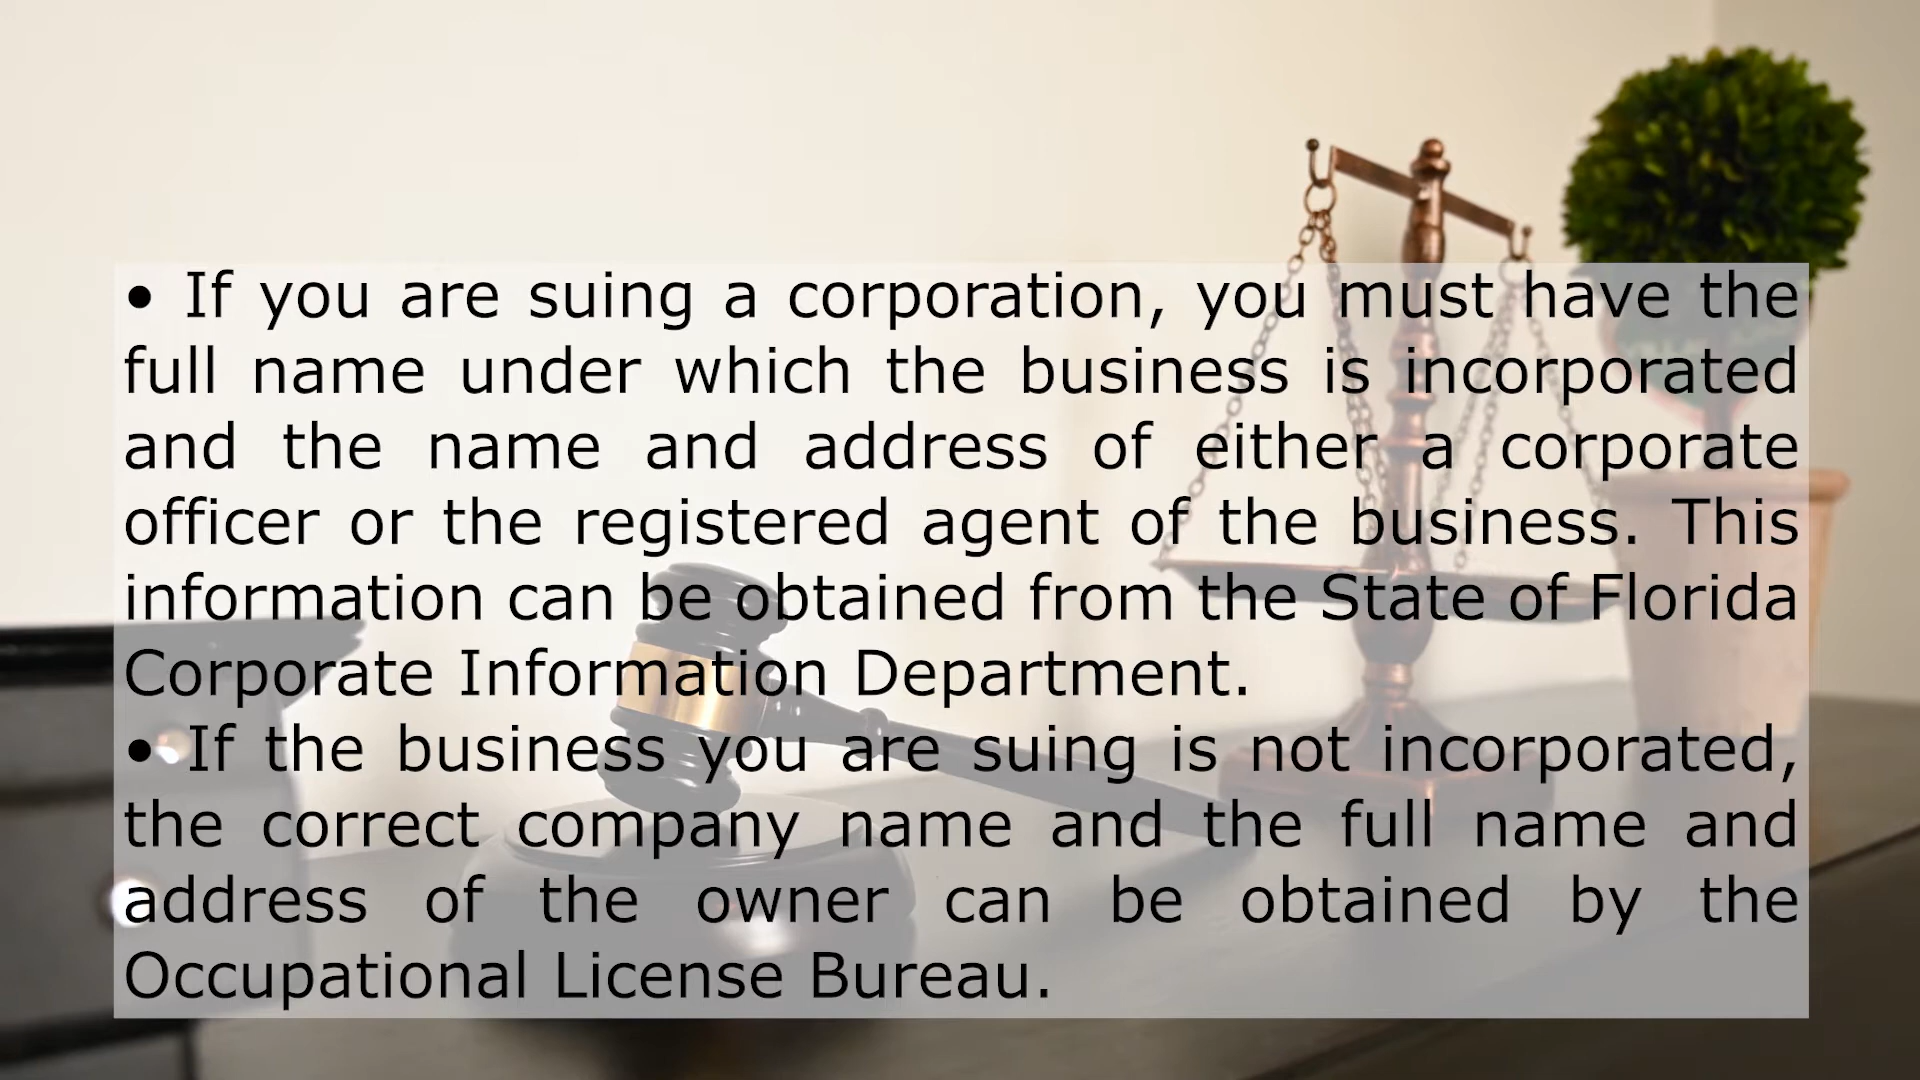 • If you are suing a corporation, you must have the
full name under which the business is incorporated
and the name and address of either a corporate
officer or the registered agent of the business. This
information can be obtained from the State of Florida
Corporate Information Department.
• If the business you are suing is not incorporated,
the correct company name and the full name and
address of the owner can be obtained by the
Occupational License Bureau.